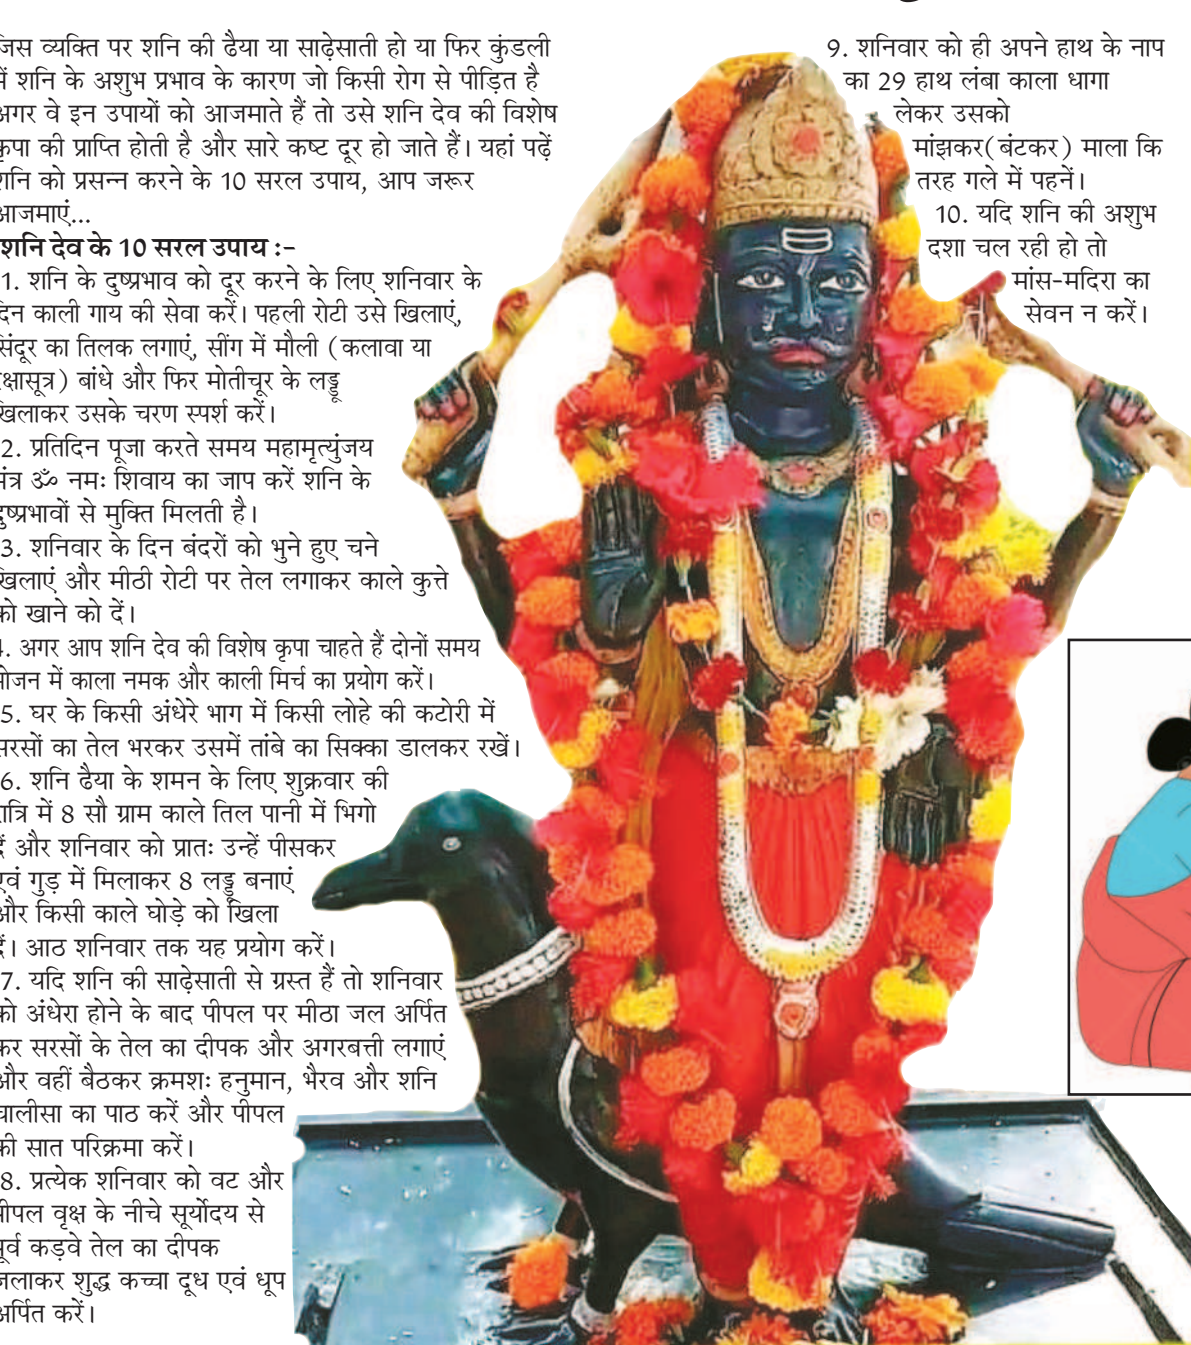 जिस व्यक्ति पर शनि की ढैया या साढ़ेसाती हो या फिर कुंडली
में शनि के अशुभ प्रभाव के कारण जो किसी रोग से पीड़ित है
अगर वे इन उपायों को आजमाते हैं तो उसे शनि देव की विशेष
कृपा की प्राप्ति होती है और सारे कष्ट दूर हो जाते हैं। यहां पढ़ें
शनि को प्रसन्न करने के 10 सरल उपाय, आप जरूर
आजमाएं...
शनि देव के 10 सरल उपाय :-
1. शनि के दुष्प्रभाव को दूर करने के लिए शनिवार के
दिन काली गाय की सेवा करें। पहली रोटी उसे खिलाएं,
सिंदूर का तिलक लगाएं, सींग में मौली (कलावा या
रक्षासूत्र) बांधे और फिर मोतीचूर के लड्डू
खिलाकर उसके चरण स्पर्श करें।
2. प्रतिदिन पूजा करते समय महामृत्युंजय
मंत्र ॐ नमः शिवाय का जाप करें शनि के
दुष्प्रभावों से मुक्ति मिलती है।
3. शनिवार के दिन बंदरों को भुने हुए चने
खिलाएं और मीठी रोटी पर तेल लगाकर काले कुत्ते
को खाने को दें।
4. अगर आप शनि देव की विशेष कृपा चाहते हैं दोनों समय
भोजन में काला नमक और काली मिर्च का प्रयोग करें।
5. घर के किसी अंधेरे भाग में किसी लोहे की कटोरी में
सरसों का तेल भरकर उसमें तांबे का सिक्का डालकर रखें।
6. शनि ढैया के शमन के लिए शुक्रवार की
रात्रि में 8 सौ ग्राम काले तिल पानी में भिगो
दें और शनिवार को प्रातः उन्हें पीसकर
एवं गुड़ में मिलाकर 8 लड्डू बनाएं
और किसी काले घोड़े को खिला
दें। आठ शनिवार तक यह प्रयोग करें।
7. यदि शनि की साढ़ेसाती से ग्रस्त हैं तो शनिवार
को अंधेरा होने के बाद पीपल पर मीठा जल अर्पित
कर सरसों के तेल का दीपक और अगरबत्ती लगाएं
और वहीं बैठकर क्रमशः हनुमान, भैरव और शनि
चालीसा का पाठ करें और पीपल
की सात परिक्रमा करें।
8. प्रत्येक शनिवार को वट और
पीपल वृक्ष के नीचे सूर्योदय से
पूर्व कड़वे तेल का दीपक
जलाकर शुद्ध कच्चा दूध एवं धूप
अर्पित करें।
9. शनिवार को ही अपने हाथ के नाप
का 29 हाथ लंबा काला धागा
लेकर उसको
मांझकर(बंटकर) माला कि
तरह गले में पहनें।
10. यदि शनि की अशुभ
दशा चल रही हो तो
मांस-मदिरा का
सेवन न करें।